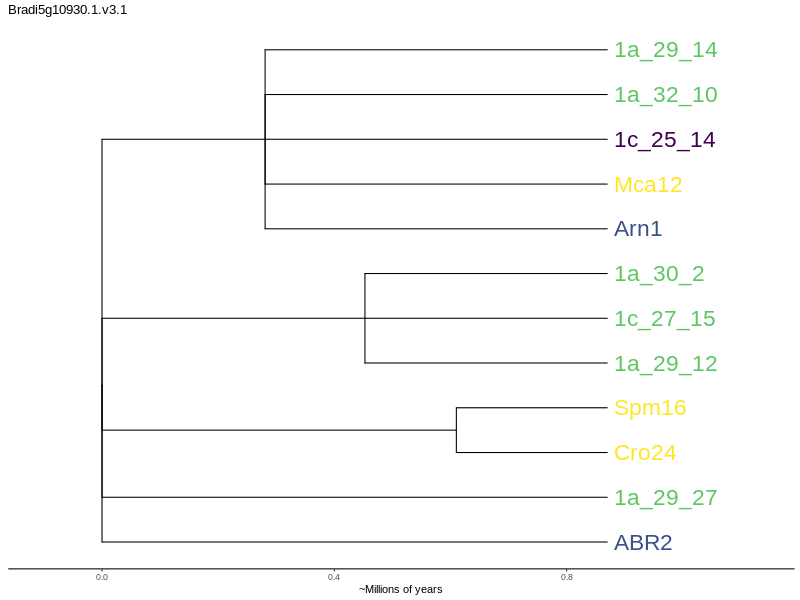 Bradi5g10930.1.v3.1
1a_29_14
1a_32_10
1c_25_14
Mca12
Arn1
1a_30_2
1c_27_15
1a_29_12
Spm16
Cro24
1a_29_27
ABR2
0.0 0.4 0.8
~Millions of years